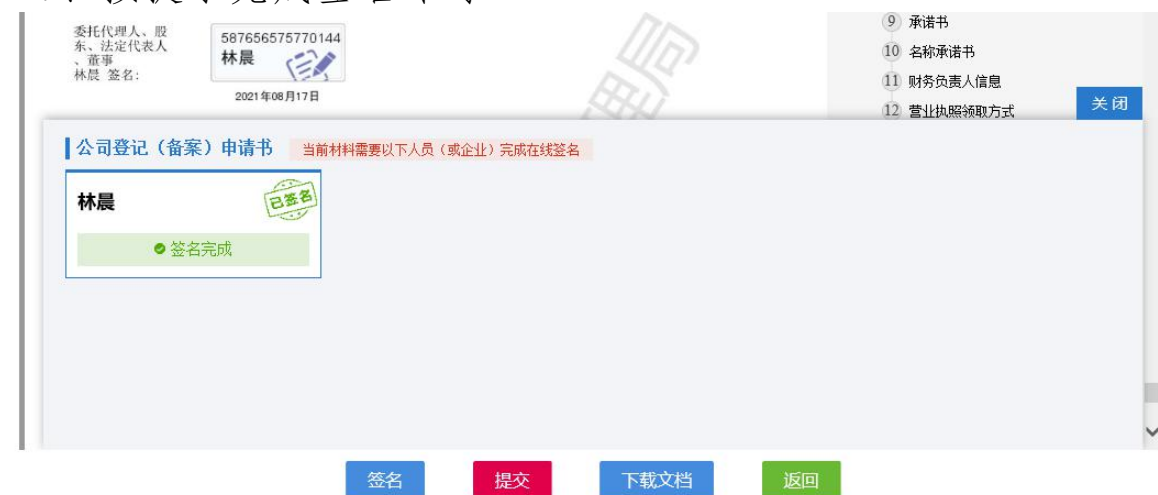 委托代理人、股
东、法定代表人
、董事
林晨 签名:
587656575770144
林晨
2021年08月17日
理局
9 承诺书
10 名称承诺书
11 财务负责人信息
12 营业执照领取方式
关闭
公司登记（备案）申请书 当前材料需要以下人员（或企业）完成在线签名
林晨
已签名
签名完成
签名 提交 下载文档 返回